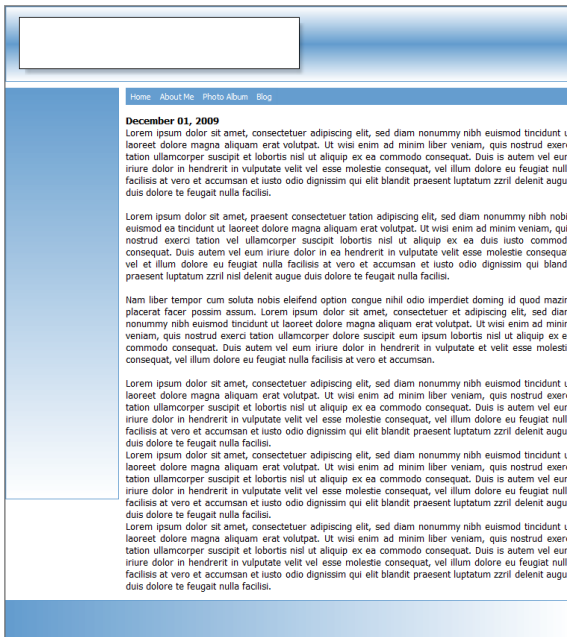 Home About Me Photo Album Blog
December 01, 2009
Lorem ipsum dolor sit amet, consectetuer adipiscing elit, sed diam nonummy nibh euismod tincidunt
laoreet dolore magna aliquam erat volutpat. Ut wisi enim ad minim liber veniam, quis nostrud
tation ullamcorper suscipit et lobortis nisl ut aliquip ex ea commodo consequat. Duis is autem vel
iriure dolor in hendrerit in vulputate velit vel esse molestie consequat, vel illum dolore eu feugiat
facilisis at vero et accumsan et iusto odio dignissim qui elit blandit praesent luptatum zzril delenit
duis dolore te feugait nulla facilisi.
Lorem ipsum dolor sit amet, praesent consectetuer tation adipiscing elit, sed diam nonummy nibh
euismod ea tincidunt ut laoreet dolore magna aliquam erat volutpat. Ut wisi enim ad minim veniam,
nostrud exerci tation vel ullamcorper suscipit lobortis nisl ut aliquip ex ea duis iusto
consequat. Duis autem vel eum iriure dolor in ea hendrerit in vulputate velit esse molestie
vel et illum dolore eu feugiat nulla facilisis at vero et accumsan et iusto odio dignissim qui
praesent luptatum zzril nisl delenit augue duis dolore te feugait nulla facilisi.
Nam liber tempor cum soluta nobis eleifend option congue nihil odio imperdiet doming id quod
placerat facer possim assum. Lorem ipsum dolor sit amet, consectetuer et adipiscing elit, sed
nonummy nibh euismod tincidunt ut laoreet dolore magna aliquam erat volutpat. Ut wisi enim ad
veniam, quis nostrud exerci tation ullamcorper dolore suscipit eum ipsum lobortis nisl ut aliquip ex
commodo consequat. Duis autem vel eum iriure dolor in hendrerit in vulputate et velit esse
consequat, vel illum dolore eu feugiat nulla facilisis at vero et accumsan.
Lorem ipsum dolor sit amet, consectetuer adipiscing elit, sed diam nonummy nibh euismod tincidunt
laoreet dolore magna aliquam erat volutpat. Ut wisi enim ad minim liber veniam, quis nostrud
tation ullamcorper suscipit et lobortis nisl ut aliquip ex ea commodo consequat. Duis is autem vel
iriure dolor in hendrerit in vulputate velit vel esse molestie consequat, vel illum dolore eu feugiat
facilisis at vero et accumsan et iusto odio dignissim qui elit blandit praesent luptatum zzril delenit
duis dolore te feugait nulla facilisi.
Lorem ipsum dolor sit amet, consectetuer adipiscing elit, sed diam nonummy nibh euismod tincidunt
laoreet dolore magna aliquam erat volutpat. Ut wisi enim ad minim liber veniam, quis nostrud
tation ullamcorper suscipit et lobortis nisl ut aliquip ex ea commodo consequat. Duis is autem vel
iriure dolor in hendrerit in vulputate velit vel esse molestie consequat, vel illum dolore eu feugiat
facilisis at vero et accumsan et iusto odio dignissim qui elit blandit praesent luptatum zzril delenit
duis dolore te feugait nulla facilisi.
Lorem ipsum dolor sit amet, consectetuer adipiscing elit, sed diam nonummy nibh euismod tincidunt
laoreet dolore magna aliquam erat volutpat. Ut wisi enim ad minim liber veniam, quis nostrud
tation ullamcorper suscipit et lobortis nisl ut aliquip ex ea commodo consequat. Duis is autem vel
iriure dolor in hendrerit in vulputate velit vel esse molestie consequat, vel illum dolore eu feugiat
facilisis at vero et accumsan et iusto odio dignissim qui elit blandit praesent luptatum zzril delenit
duis dolore te feugait nulla facilisi.